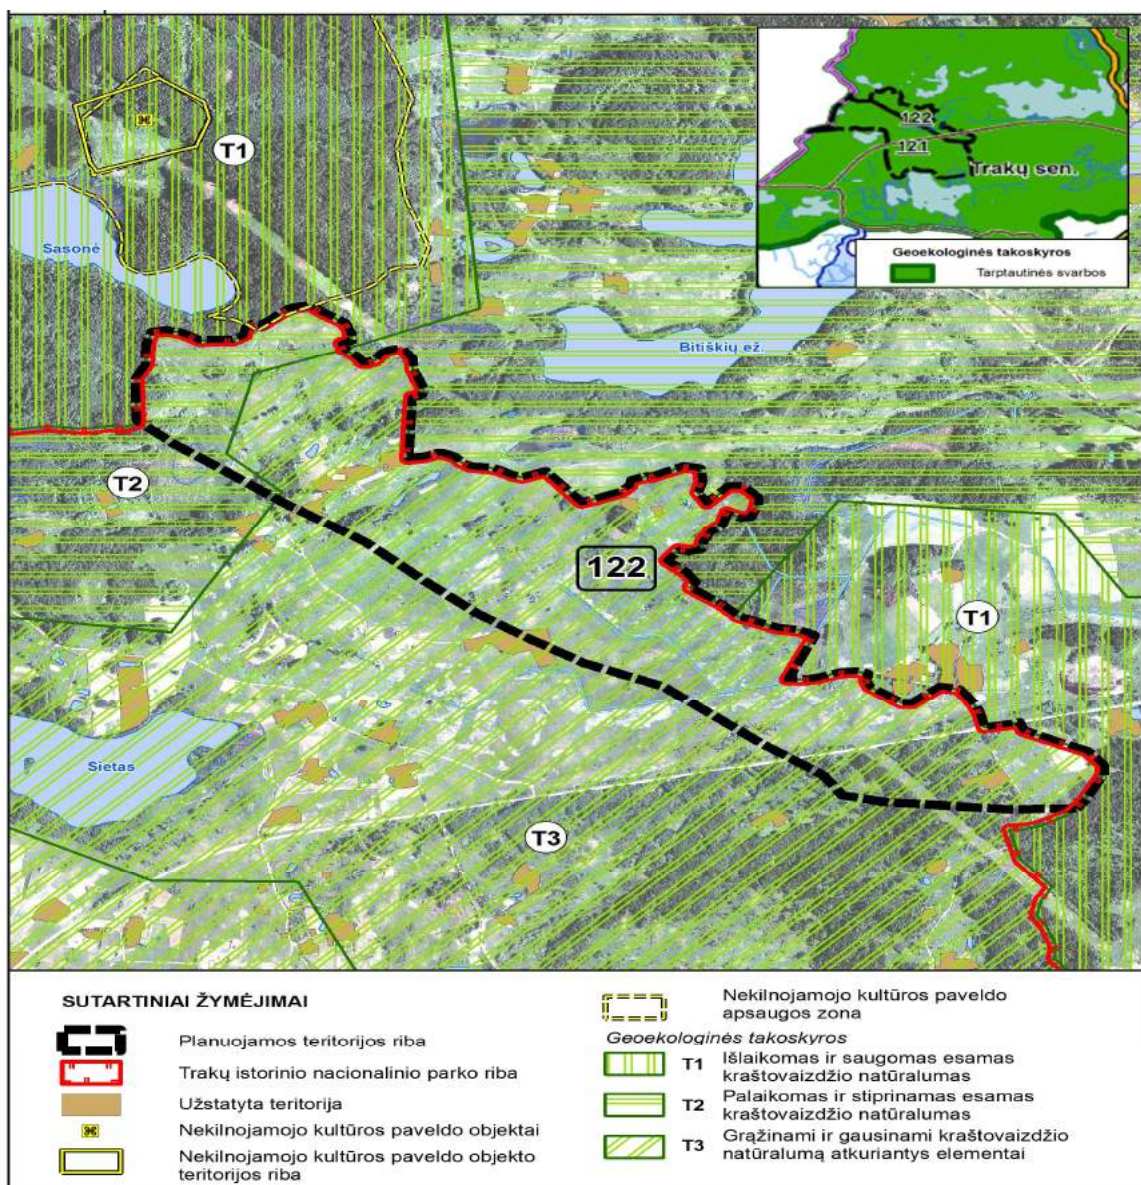 T1
Sasonė
122
121
Trakų sen.
Geoekologinės takoskyros
Tarptautinės svarbos
Bitiškių ež.
T2
122
T1
Sietas
T3
SUTARTINIAI ŽYMĖJIMAI
Planuojamos teritorijos riba
Trakų istorinio nacionalinio parko riba
Užstatyta teritorija
Nekilnojamojo kultūros paveldo objektai
Nekilnojamojo kultūros paveldo objekto
teritorijos riba
Nekilnojamojo kultūros paveldo
apsaugos zona
Geoekologinės takoskyros
T1 Išlaikomas ir saugomas esamas
kraštovaizdžio natūralumas
T2 Palaikomas ir stiprinamas esamas
kraštovaizdžio natūralumas
T3 Grąžinami ir gausinami kraštovaizdžio
natūralumą atkuriantys elementai